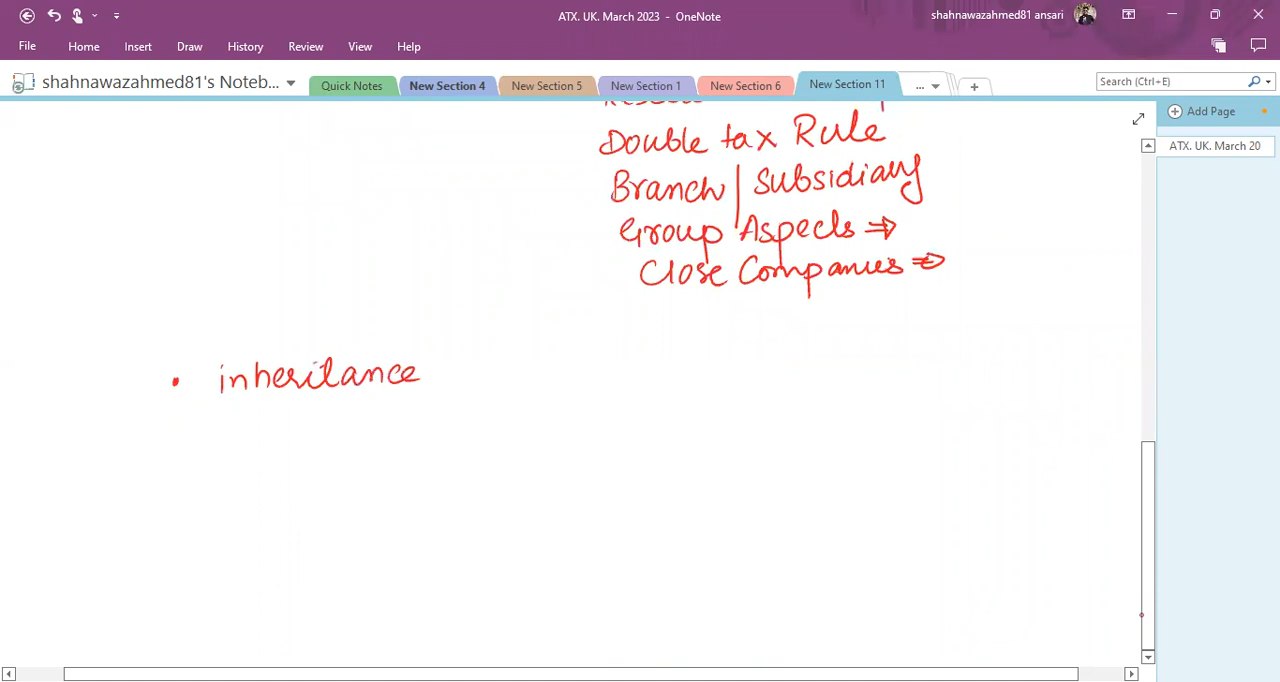 ATX. UK. March 2023 - OneNote
shahnawazahmed81 ansari
File Home Insert Draw History Review View Help
shahnawazahmed81's Noteb...
Quick Notes
New Section 4
New Section 5
New Section 1
New Section 6
New Section 11
...
Search (Ctrl+E)
Add Page
ATX. UK. March 20
Double tax Rule
Branch | Subsidiary
Group Aspects ⇒
Close Companies ⇒
• inheritance